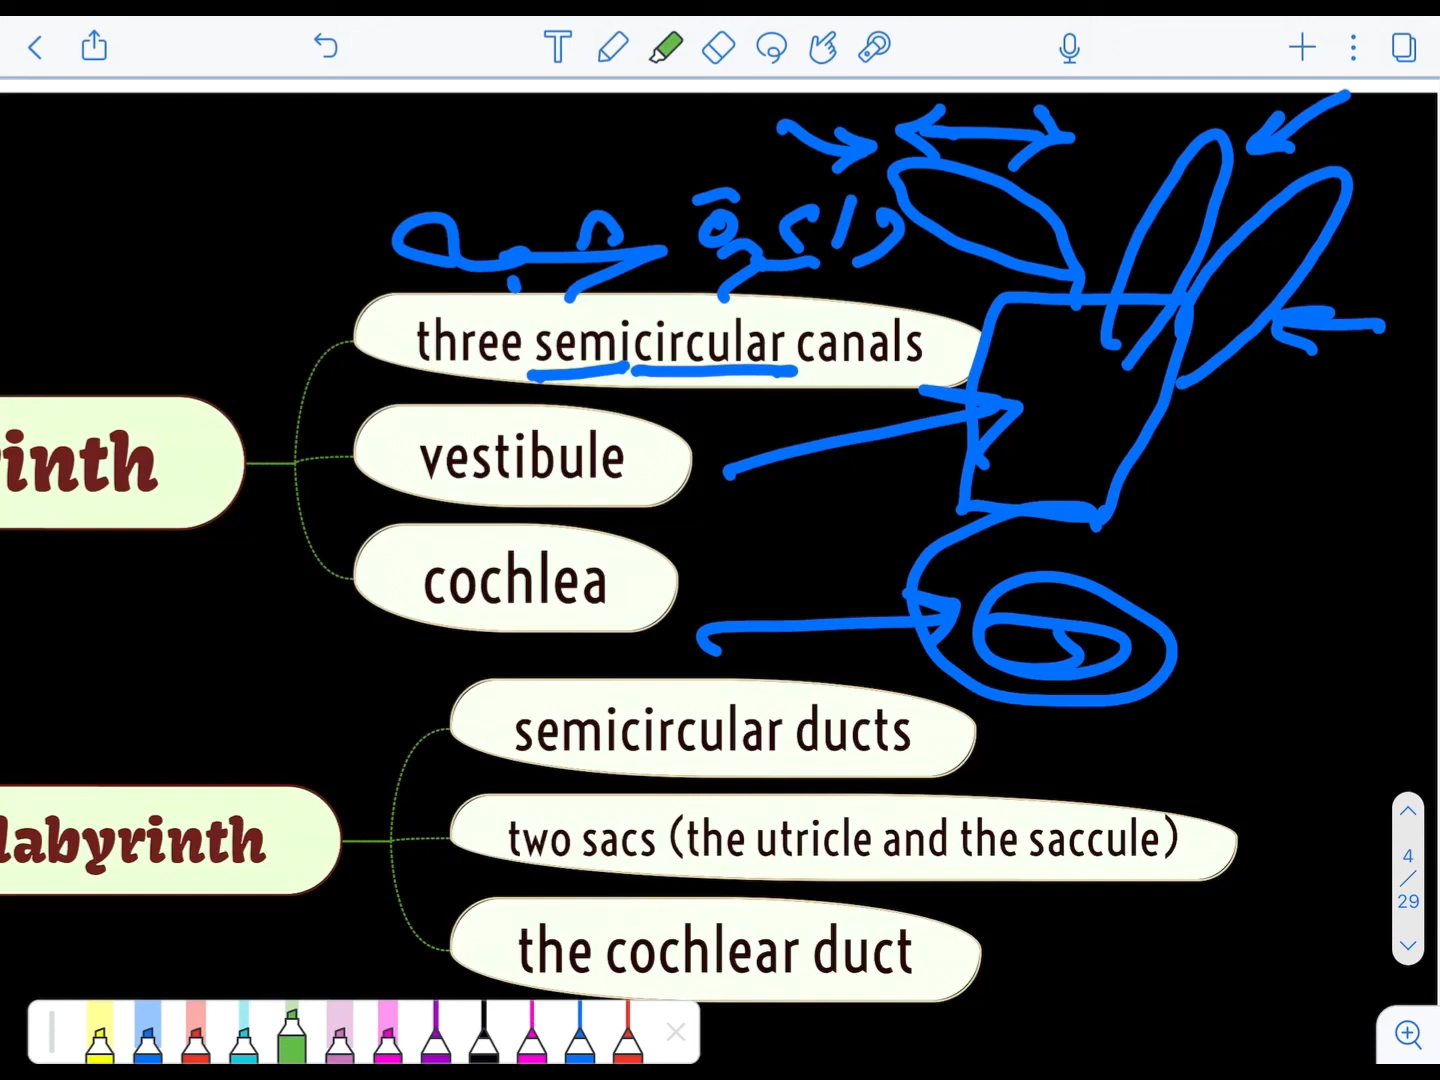 three semicircular canals
rinth
vestibule
cochlea
semicircular ducts
labyrinth
two sacs (the utricle and the saccule)
the cochlear duct
4
/
29